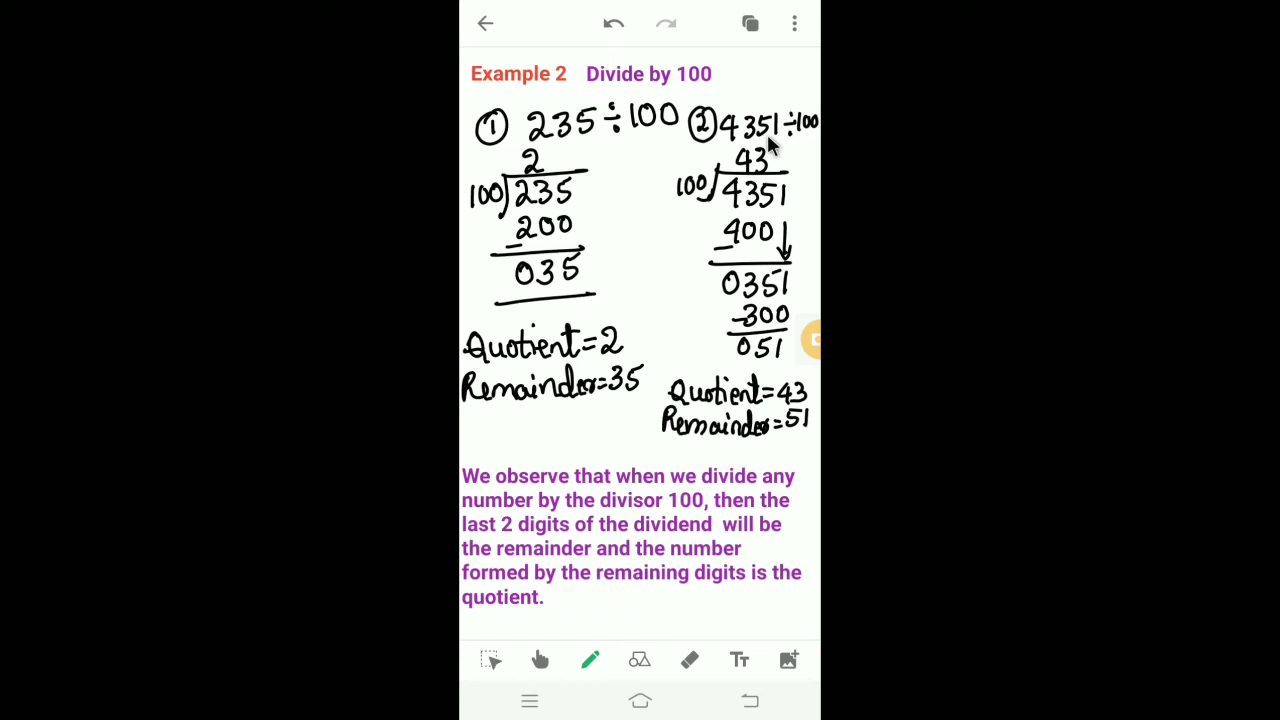 Example 2 Divide by 100
① 235÷100
2
100)235
-200
035
Quotient=2
Remainder=35
② 4351÷100
43
100)4351
-400↓
0351
-300
051
Quotient=43
Remainder=51
We observe that when we divide any
number by the divisor 100, then the
last 2 digits of the dividend will be
the remainder and the number
formed by the remaining digits is the
quotient.
Tт